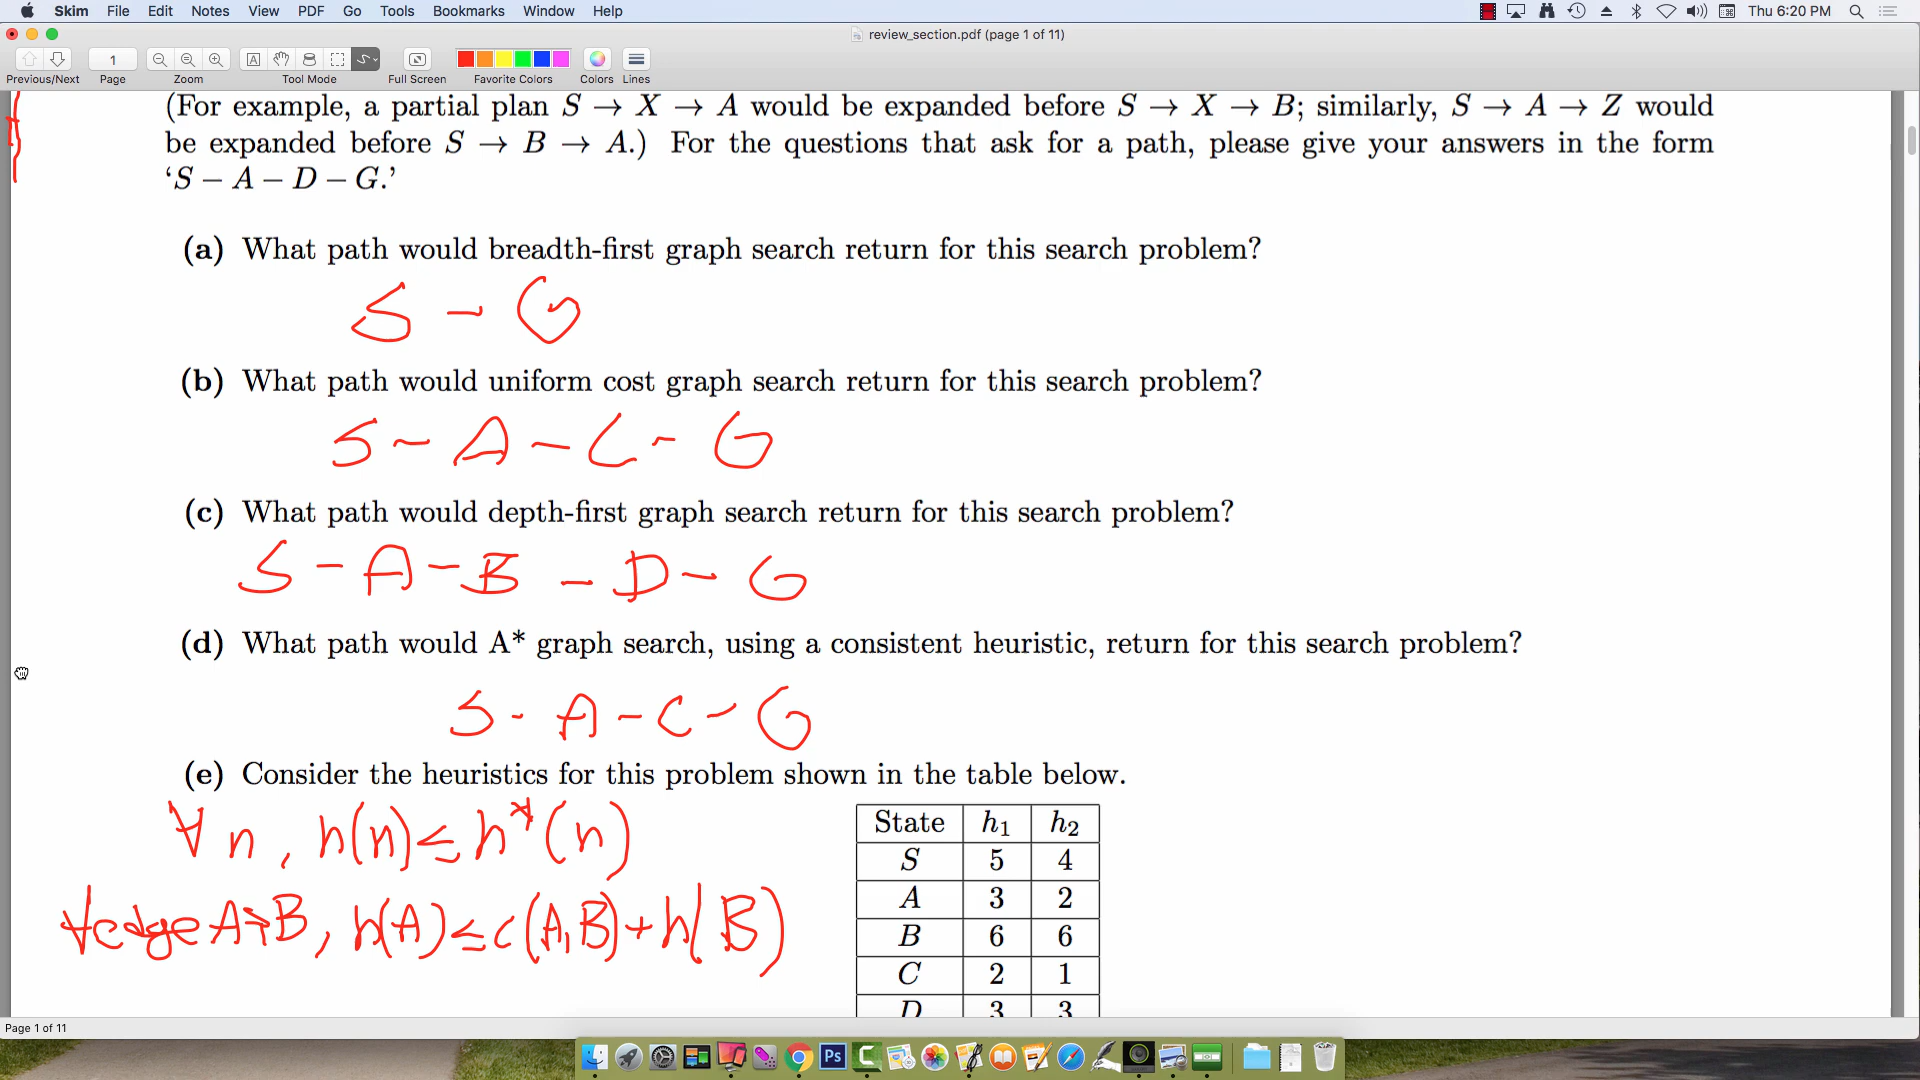 Skim File Edit Notes View PDF Go Tools Bookmarks Window Help Thu 6:20 PM
review_section.pdf (page 1 of 11)
1
Previous/Next Page Zoom Tool Mode Full Screen Favorite Colors Colors Lines
(For example, a partial plan S → X → A would be expanded before S → X → B; similarly, S → A → Z would
be expanded before S → B → A.) For the questions that ask for a path, please give your answers in the form
‘S − A − D − G.’
(a) What path would breadth-first graph search return for this search problem?
S - G
(b) What path would uniform cost graph search return for this search problem?
S - A - C - G
(c) What path would depth-first graph search return for this search problem?
S - A - B - D - G
(d) What path would A* graph search, using a consistent heuristic, return for this search problem?
S - A - C - G
(e) Consider the heuristics for this problem shown in the table below.
∀ n, h(n) ≤ h*(n)
∀ edge A→B, h(A) ≤ c(A,B) + h(B)
State h₁ h₂
S 5 4
A 3 2
B 6 6
C 2 1
D 3 3
Page 1 of 11
Ps